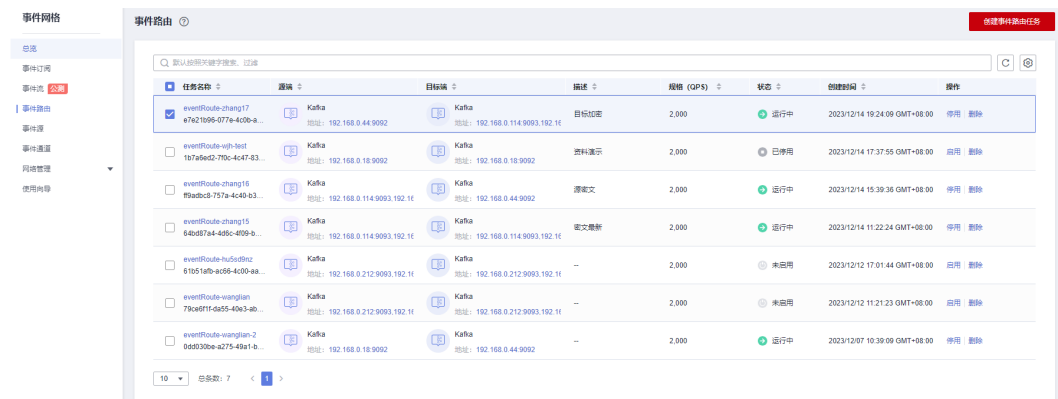 事件网格
总览
事件订阅
事件流 公测
事件路由
事件源
事件通道
网络管理
使用向导
事件路由
创建事件路由任务
默认按照关键字搜索、过滤
任务名称 源端 目标端 描述 规格 (QPS) 状态 创建时间 操作
eventRoute-zhang17 Kafka Kafka 目标加密 2,000 运行中 2023/12/14 19:24:09 GMT+08:00 停用 删除
e7e21b96-077e-4c0b-a... 地址: 192.168.0.44:9092 地址: 192.168.0.114:9093,192.16
eventRoute-wjh-test Kafka Kafka 资料演示 2,000 已停用 2023/12/14 17:37:55 GMT+08:00 启用 删除
1b7a6ed2-7f0c-4c47-83... 地址: 192.168.0.18:9092 地址: 192.168.0.18:9092
eventRoute-zhang16 Kafka Kafka 源密文 2,000 运行中 2023/12/14 15:39:36 GMT+08:00 停用 删除
ff9adbc8-757a-4c40-b3... 地址: 192.168.0.114:9093,192.16 地址: 192.168.0.44:9092
eventRoute-zhang15 Kafka Kafka 密文最新 2,000 运行中 2023/12/14 11:22:24 GMT+08:00 停用 删除
64bd87a4-4d6c-4f09-b... 地址: 192.168.0.114:9093,192.16 地址: 192.168.0.114:9093,192.16
eventRoute-hu5sd9nz Kafka Kafka -- 2,000 未启用 2023/12/12 17:01:44 GMT+08:00 启用 删除
61b51afb-ac66-4c00-aa... 地址: 192.168.0.212:9093,192.16 地址: 192.168.0.212:9093,192.16
eventRoute-wanglian Kafka Kafka -- 2,000 未启用 2023/12/12 11:21:23 GMT+08:00 启用 删除
79ce6f1f-da55-40e3-ab... 地址: 192.168.0.212:9093,192.16 地址: 192.168.0.212:9093,192.16
eventRoute-wanglian-2 Kafka Kafka -- 2,000 运行中 2023/12/07 10:39:09 GMT+08:00 停用 删除
0dd030be-a275-49a1-b... 地址: 192.168.0.18:9092 地址: 192.168.0.44:9092
10 总条数: 7 < 1 >